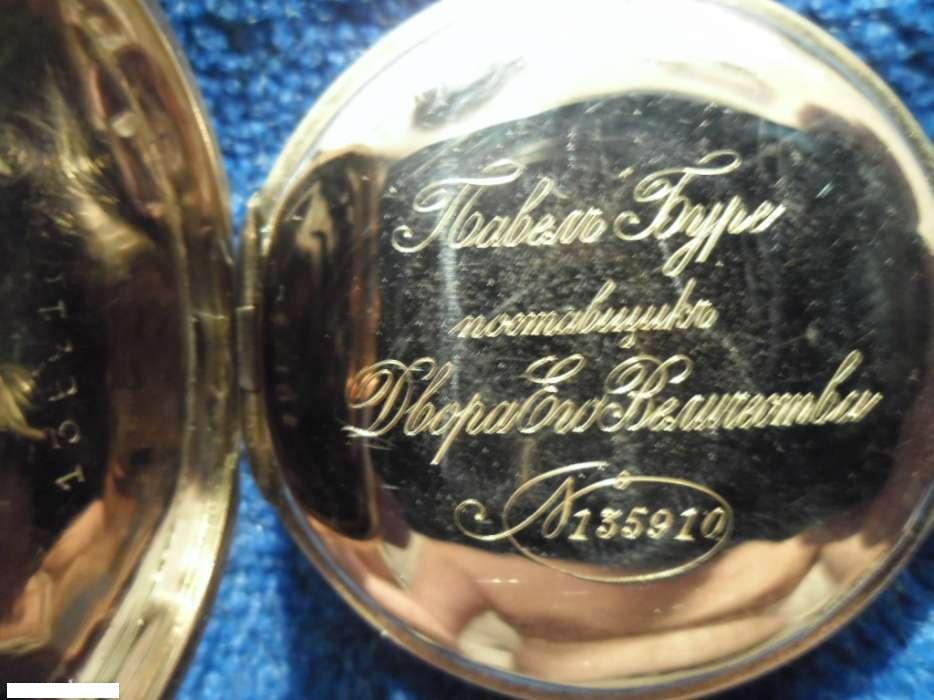 Павелъ Буре
поставщикъ
Двора Его Величества
№ 135910